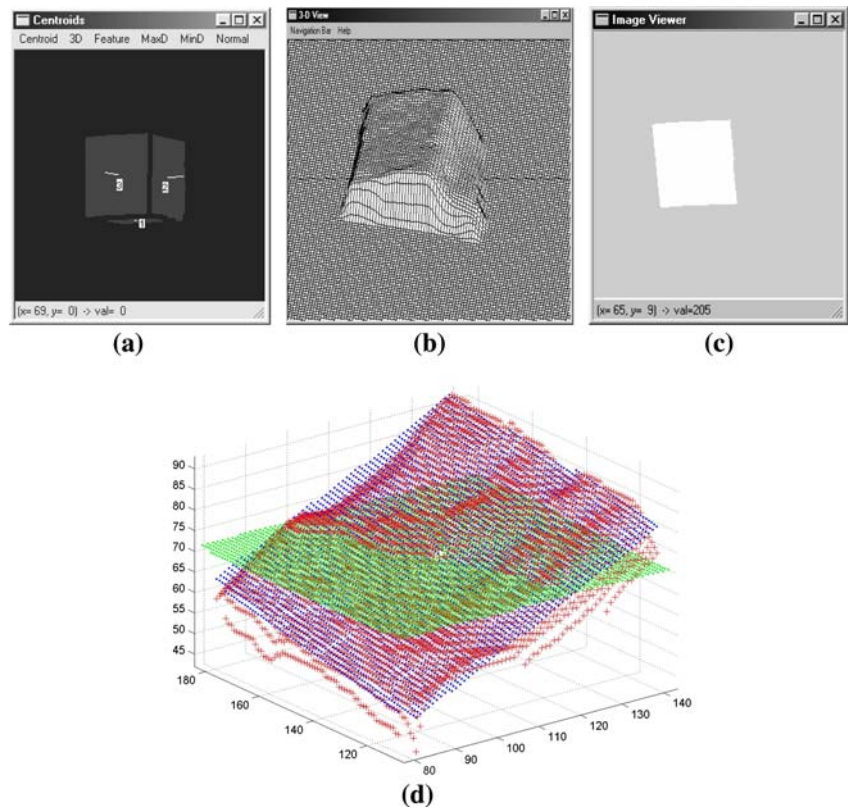 Centroids
Centroid 3D Feature MaxD MinD Normal
2
1
(x= 69, y= 0) -> val= 0
(a)
3-D View
Navigation Bar Help
(b)
Image Viewer
(x= 65, y= 9) -> val=205
(c)
90
85
80
75
70
65
60
55
50
45
180
160
140
120
80
90
100
110
120
130
140
(d)